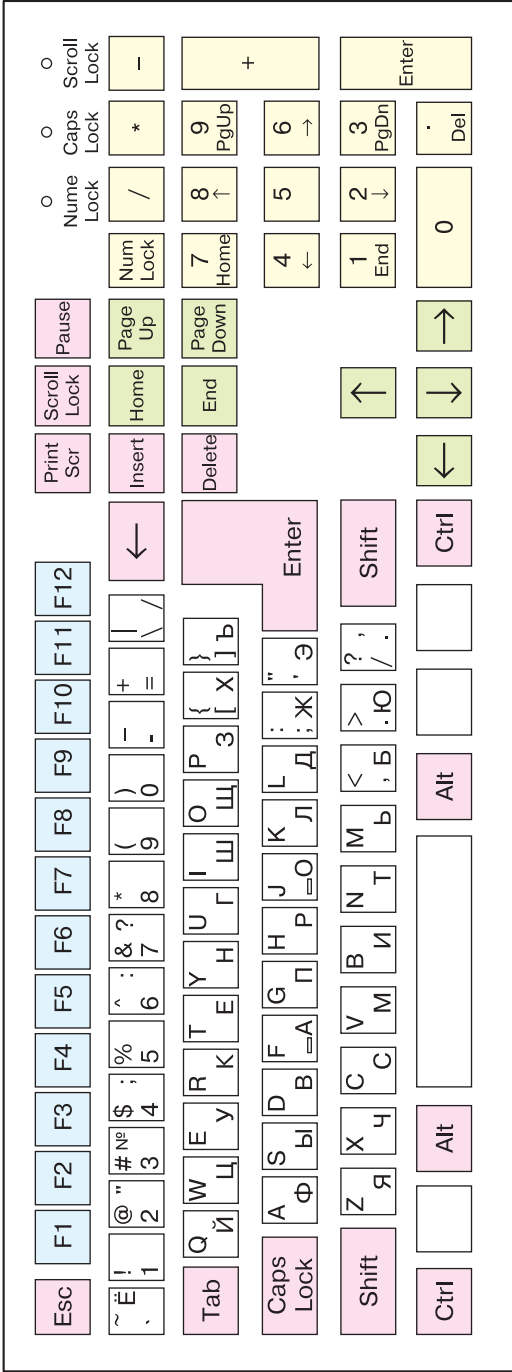 Esc F1 F2 F3 F4 F5 F6 F7 F8 F9 F10 F11 F12 Print Scr Scroll Lock Pause Nume Lock Caps Lock Scroll Lock
~ ` Ё ! 1 @ " 2 # № 3 $ ; 4 % 5 ^ : 6 & ? 7 * 8 ( 9 ) 0 _ - + = | \ / ← Insert Home Page Up Num Lock / * -
Tab Q Й W Ц E У R К T Е Y Н U Г I Ш O Щ P З { [ Х } ] Ъ Delete End Page Down 7 Home 8 ↑ 9 PgUp +
Caps Lock A Ф S Ы D В F А G П H Р J О K Л L Д : ; Ж " ' Э Enter 4 ← 5 6 →
Shift Z Я X Ч C С V М B И N Т M Ь < , Б > . Ю ? / , . Shift ↑ 1 End 2 ↓ 3 PgDn Enter
Ctrl Alt Alt Ctrl ← ↓ → 0 . Del